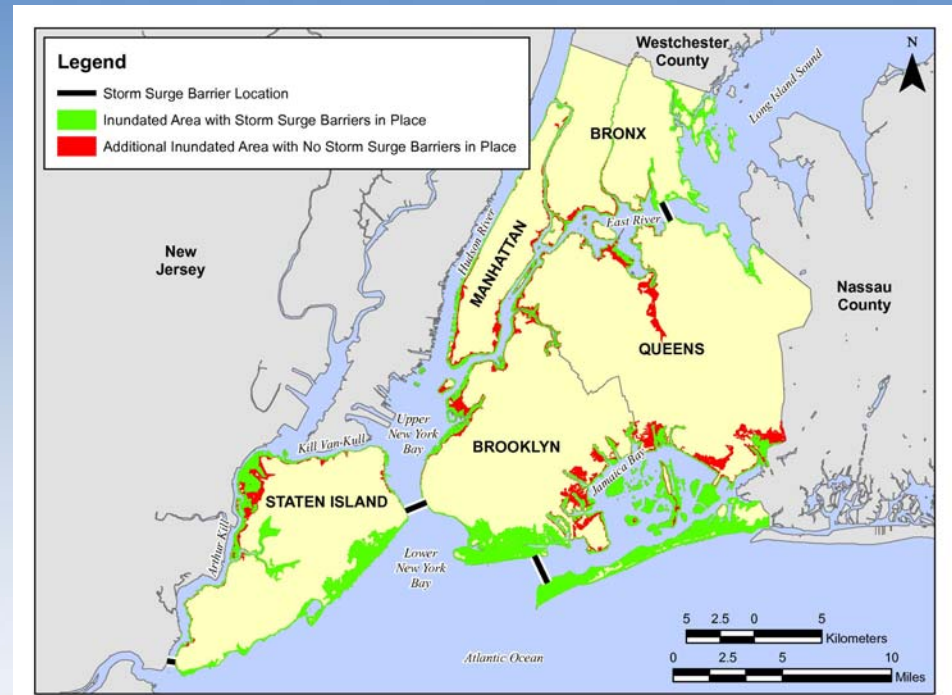 Legend
Storm Surge Barrier Location
Inundated Area with Storm Surge Barriers in Place
Additional Inundated Area with No Storm Surge Barriers in Place
Westchester
County
N
Long Island Sound
BRONX
Hudson River
East River
MANHATTAN
New
Jersey
Nassau
County
QUEENS
Upper
New York
Bay
Kill Van-Kull
BROOKLYN
Jamaica Bay
STATEN ISLAND
Arthur Kill
Lower
New York
Bay
5 2.5 0 5
Kilometers
Atlantic Ocean
0 2.5 5 10
Miles